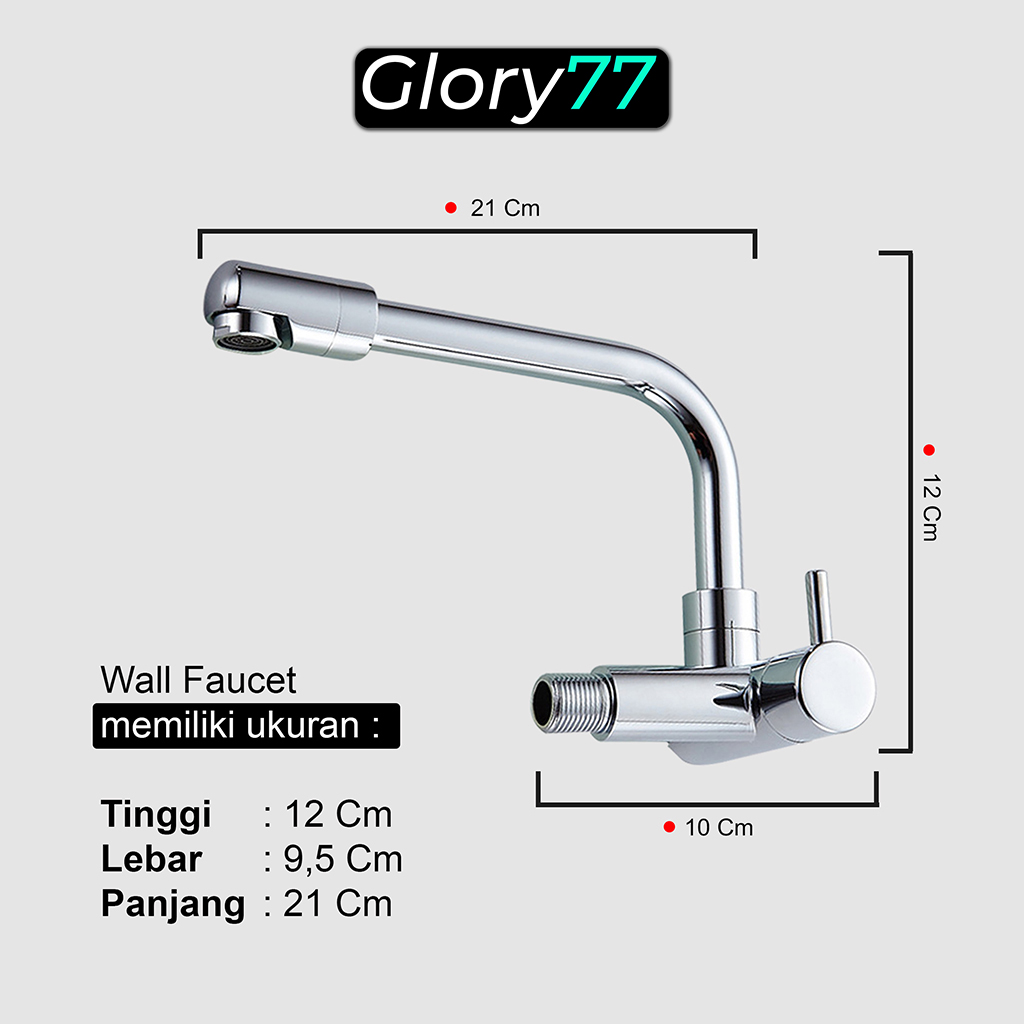 Glory77
21 Cm
12 Cm
Wall Faucet
memiliki ukuran :
10 Cm
Tinggi : 12 Cm
Lebar : 9,5 Cm
Panjang : 21 Cm